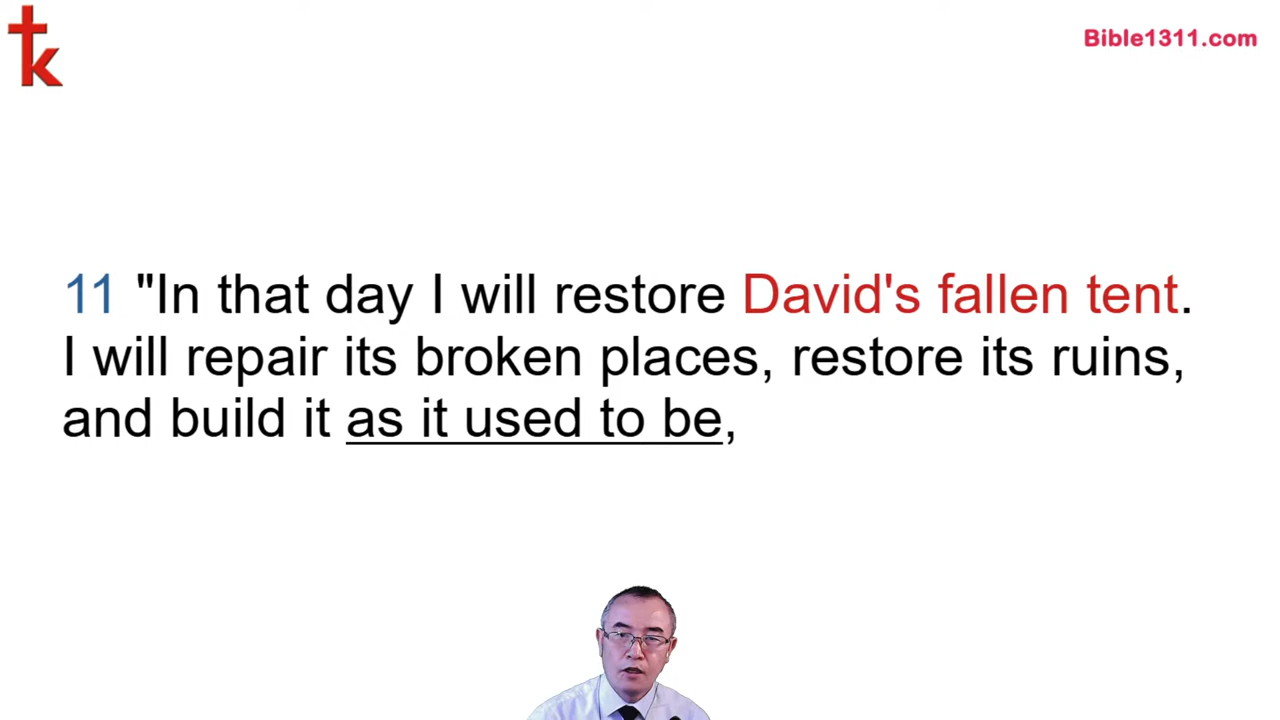 tk
Bible1311.com
11 "In that day I will restore David's fallen tent.
I will repair its broken places, restore its ruins,
and build it as it used to be,